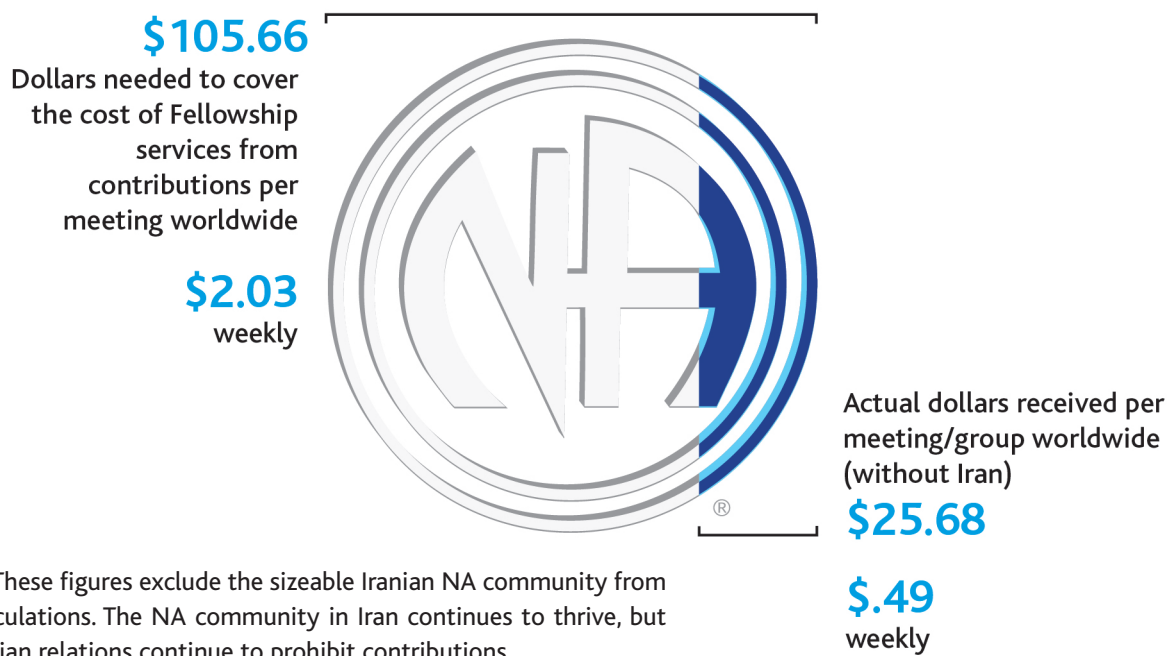 $105.66
Dollars needed to cover
the cost of Fellowship
services from
contributions per
meeting worldwide
$2.03
weekly
NA
®
Actual dollars received per
meeting/group worldwide
(without Iran)
$25.68
$.49
weekly
These figures exclude the sizeable Iranian NA community from
The NA community in Iran continues to thrive, but
relations continue to prohibit contributions.